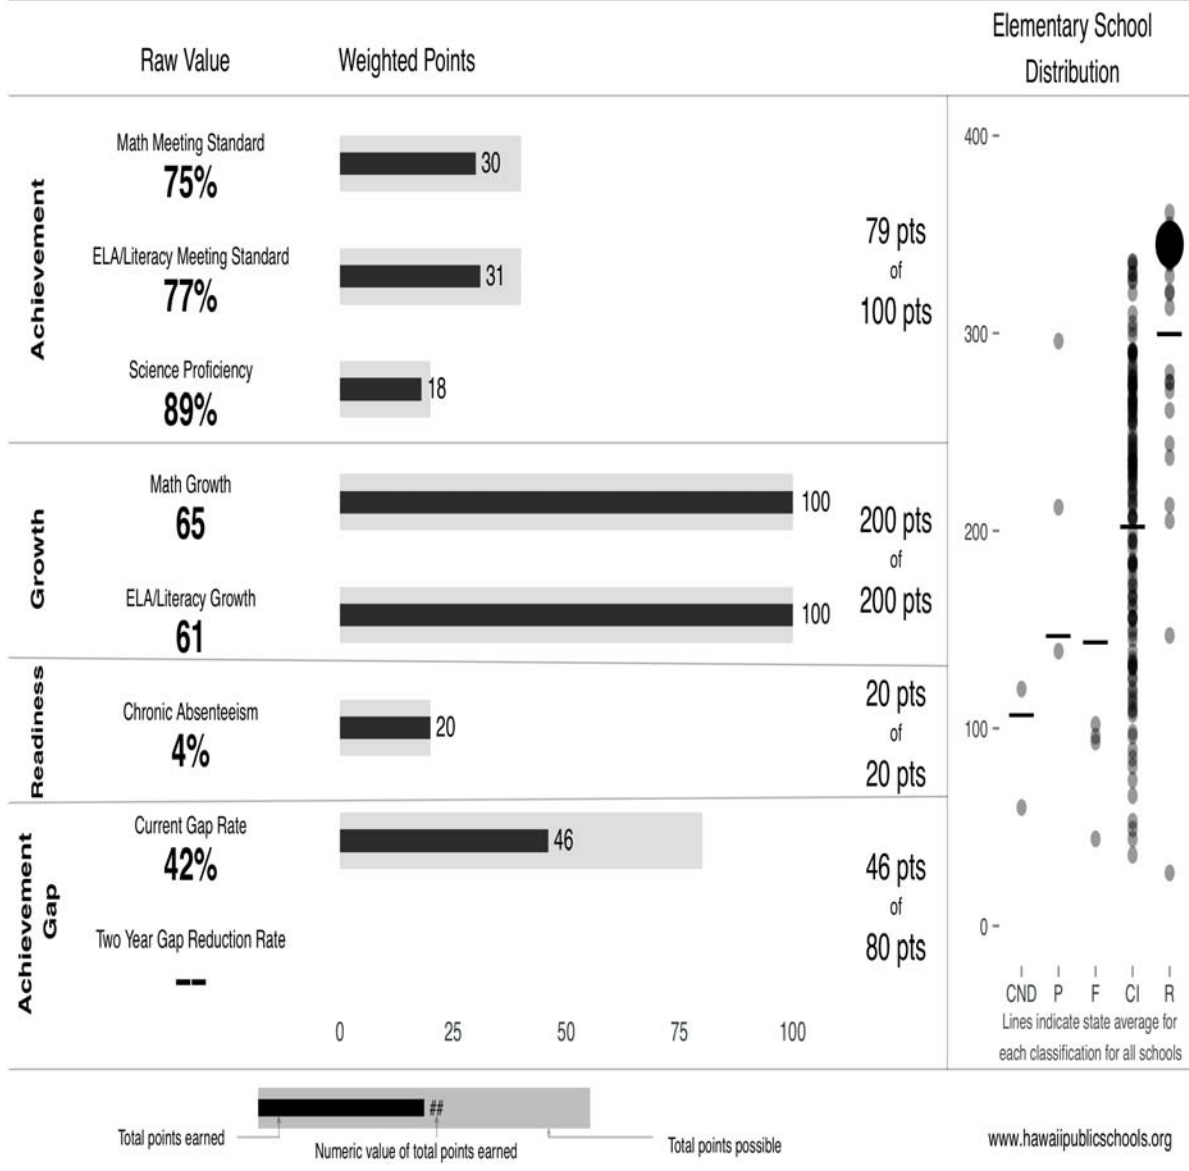 Raw Value
Weighted Points
Elementary School
Distribution
Achievement
Math Meeting Standard
75%
30
ELA/Literacy Meeting Standard
77%
31
Science Proficiency
89%
18
79 pts
of
100 pts
Growth
Math Growth
65
100
ELA/Literacy Growth
61
100
200 pts
of
200 pts
Readiness
Chronic Absenteeism
4%
20
20 pts
of
20 pts
Achievement
Gap
Current Gap Rate
42%
46
Two Year Gap Reduction Rate
--
46 pts
of
80 pts
0 25 50 75 100
400
300
200
100
0
CND P F CI R
Lines indicate state average for
each classification for all schools
##
Total points earned
Numeric value of total points earned
Total points possible
www.hawaiipublicschools.org